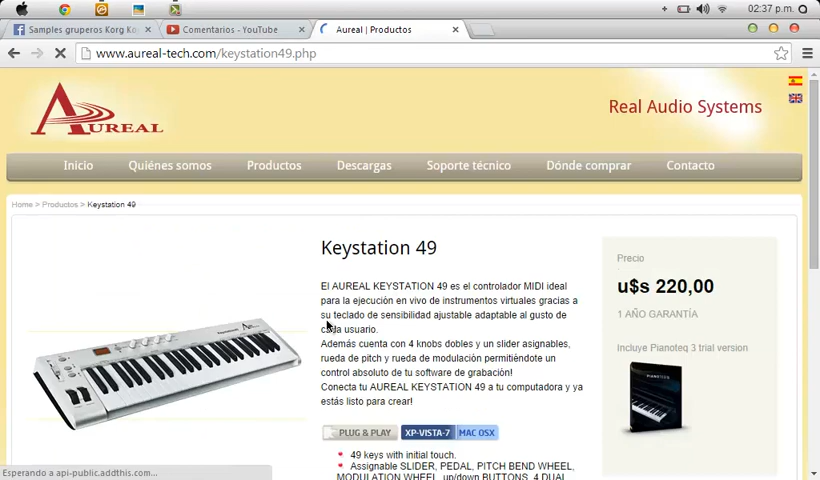 02:37 p.m.
Samples gruperos Korg Ko
Comentarios - YouTube
Aureal | Productos
www.aureal-tech.com/keystation49.php
AUREAL
Real Audio Systems
Inicio
Quiénes somos
Productos
Descargas
Soporte técnico
Dónde comprar
Contacto
Home > Productos > Keystation 49
Keystation 49
El AUREAL KEYSTATION 49 es el controlador MIDI ideal
para la ejecución en vivo de instrumentos virtuales gracias a
su teclado de sensibilidad ajustable adaptable al gusto de
cada usuario.
Además cuenta con 4 knobs dobles y un slider asignables,
rueda de pitch y rueda de modulación permitiéndote un
control absoluto de tu software de grabación!
Conecta tu AUREAL KEYSTATION 49 a tu computadora y ya
estás listo para crear!
PLUG & PLAY
XP-VISTA-7
MAC OSX
49 keys with initial touch.
Assignable SLIDER, PEDAL, PITCH BEND WHEEL,
MODULATION WHEEL, up/down BUTTONS, 4 DUAL
Precio
u$s 220,00
1 AÑO GARANTÍA
Incluye Pianoteq 3 trial version
PIANOTEQ
Esperando a api-public.addthis.com...